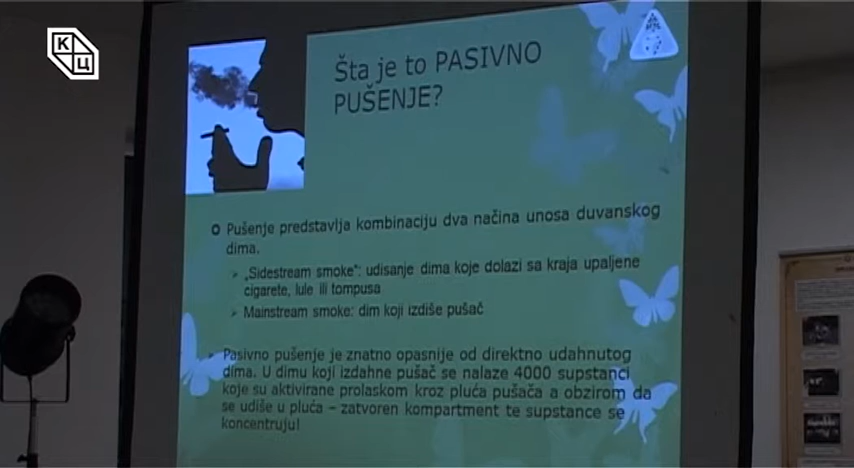 К
Ц
Šta je to PASIVNO
PUŠENJE?
Pušenje predstavlja kombinaciju dva načina unosa duvanskog
dima.
„Sidestream smoke“: udisanje dima koje dolazi sa kraja upaljene
cigarete, lule ili tompusa
Mainstream smoke: dim koji izdiše pušač
Pasivno pušenje je znatno opasnije od direktno udahnutog
dima. U dimu koji izdahne pušač se nalaze 4000 supstanci
koje su aktivirane prolaskom kroz pluća pušača a obzirom da
se udiše u pluća – zatvoren kompartment te supstance se
koncentruju!